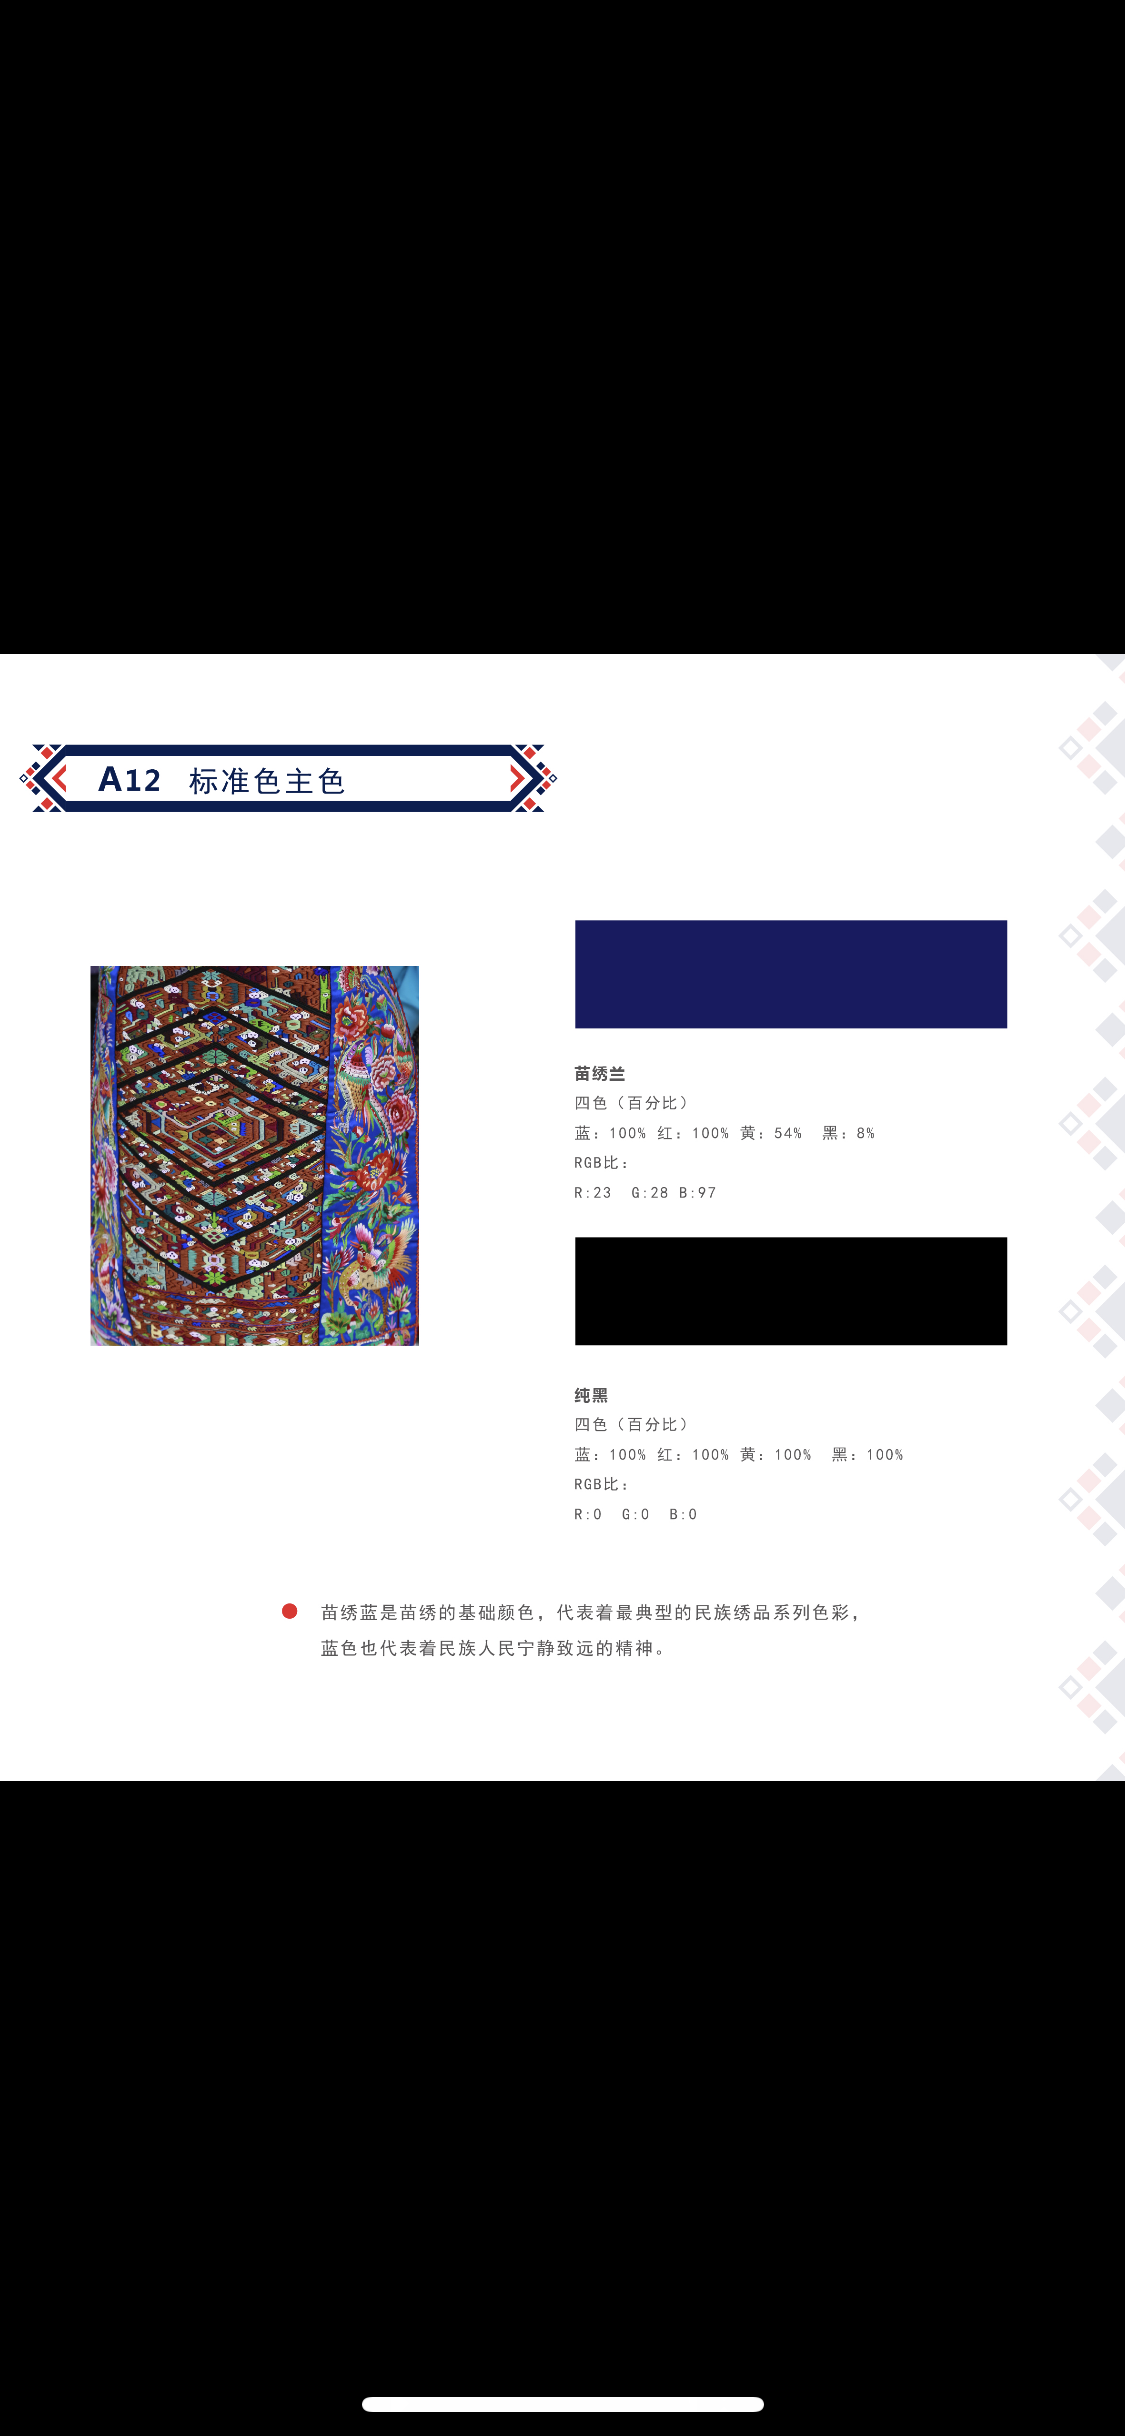 A12 标准色主色
苗绣兰
四色（百分比）
蓝：100% 红：100% 黄：54% 黑：8%
RGB比：
R:23 G:28 B:97
纯黑
四色（百分比）
蓝：100% 红：100% 黄：100% 黑：100%
RGB比：
R:0 G:0 B:0
苗绣蓝是苗绣的基础颜色，代表着最典型的民族绣品系列色彩，
蓝色也代表着民族人民宁静致远的精神。